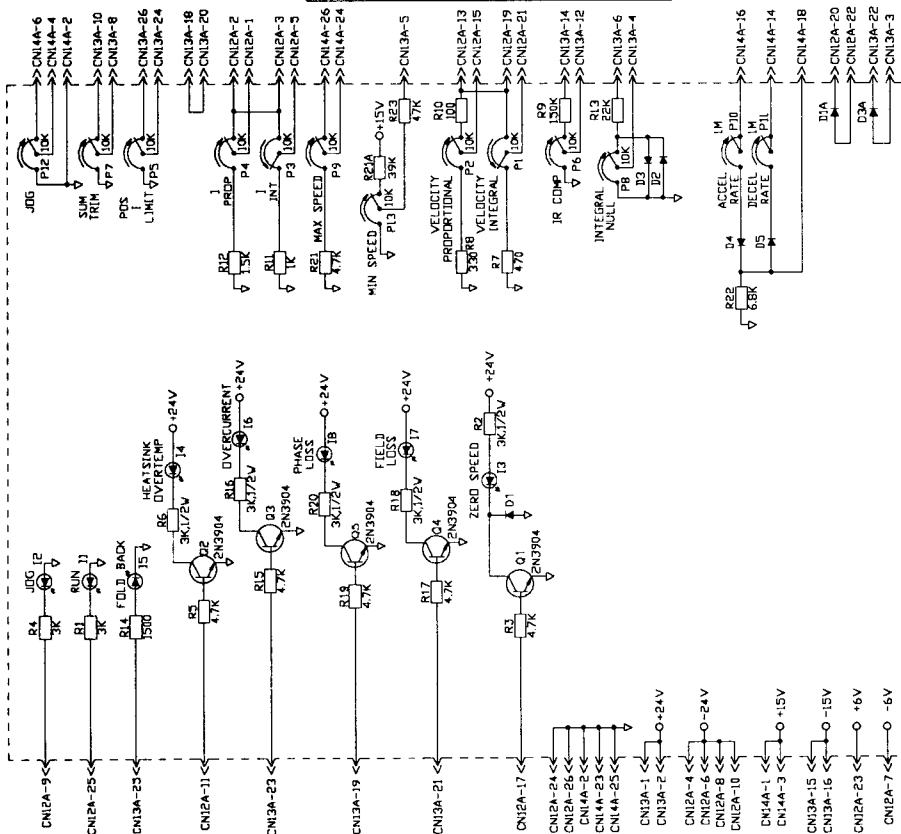 CN12A-9
CN12A-25
CN13A-25
CN12A-11
CN13A-23
CN13A-19
CN13A-21
CN12A-17
CN12A-24
CN12A-26
CN14A-2
CN14A-23
CN14A-25
CN13A-1
CN13A-2
CN12A-4
CN12A-6
CN12A-8
CN12A-10
CN14A-1
CN14A-3
CN13A-15
CN13A-16
CN12A-23
CN12A-7
+24V
-24V
+15V
-15V
+6V
-6V
R4
3K
JOG I2
R1
3K
RUN I1
R14
1500
FOLD BACK
I5
R5
4.7K
Q2
2N3904
R6
3K,1/2W
HEATSINK
OVERTEMP
I4
+24V
R15
4.7K
Q3
2N3904
R16
3K,1/2W
OVERCURRENT
I6
+24V
R19
4.7K
Q5
2N3904
R20
3K,1/2W
PHASE
LOSS
I8
+24V
R17
4.7K
Q4
2N3904
R18
3K,1/2W
FIELD
LOSS
I7
+24V
R3
4.7K
Q1
2N3904
D1
ZERO SPEED
I3
R2
3K,1/2W
+24V
JOG
P12
10K
CN14A-6
CN14A-4
CN14A-2
SUM
TRIM
P7
10K
CN13A-10
CN13A-8
POS I
LIMIT
P5
10K
CN13A-26
CN13A-24
CN13A-18
CN13A-20
R12
1.5K
I
PROP
P4
10K
CN12A-2
CN12A-1
R11
1K
I
INT
P3
10K
CN12A-3
CN12A-5
R21
4.7K
MAX SPEED
P9
10K
CN14A-26
CN14A-24
MIN SPEED
P13
10K
R21A
39K
+15V
R23
47K
CN13A-5
R8
330
VELOCITY
PROPORTIONAL
P2
10K
R10
100
CN12A-13
CN12A-15
R7
470
VELOCITY
INTEGRAL
P1
10K
CN12A-19
CN12A-21
IR COMP
P6
10K
R9
150K
CN13A-14
CN13A-12
INTEGRAL
NULL
P8
10K
R13
22K
D3
D2
CN13A-6
CN13A-4
R22
6.8K
D4
ACCEL
RATE
1M
P10
CN14A-16
D5
DECEL
RATE
1M
P11
CN14A-14
CN14A-18
D1A
CN12A-20
CN12A-22
D3A
CN13A-22
CN13A-3